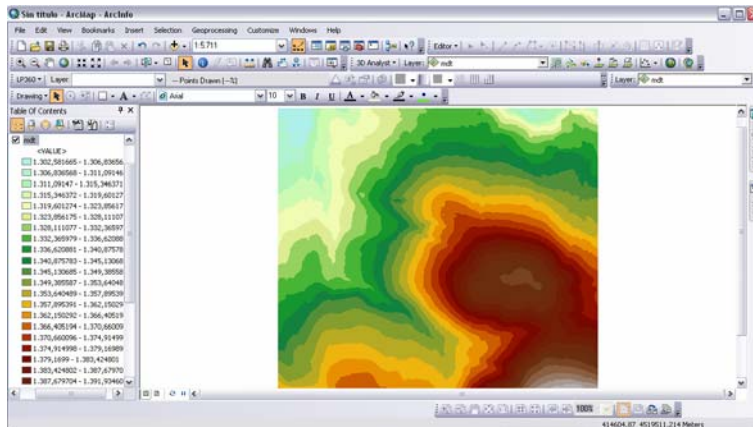 Sin título - ArcMap - ArcInfo
File Edit View Bookmarks Insert Selection Geoprocessing Customize Windows Help
1:5.711 Editor
3D Analyst Layer: mdt
LP360 Layer: -- Points Drawn (--%) Layer: mdt
Drawing A Arial 10 B I U A
Table Of Contents
mdt
<VALUE>
1.302,581665 - 1.306,83656
1.306,836568 - 1.311,09146
1.311,09147 - 1.315,346371
1.315,346372 - 1.319,60127
1.319,601274 - 1.323,85617
1.323,856175 - 1.328,11107
1.328,111077 - 1.332,36597
1.332,365979 - 1.336,62088
1.336,620881 - 1.340,87578
1.340,875783 - 1.345,13068
1.345,130685 - 1.349,38558
1.349,385587 - 1.353,64048
1.353,640489 - 1.357,89539
1.357,895391 - 1.362,15029
1.362,150292 - 1.366,40519
1.366,405194 - 1.370,66009
1.370,660096 - 1.374,91499
1.374,914998 - 1.379,16989
1.379,1699 - 1.383,424801
1.383,424802 - 1.387,67970
1.387,679704 - 1.391,93460
100%
414604,87 4519511,214 Meters